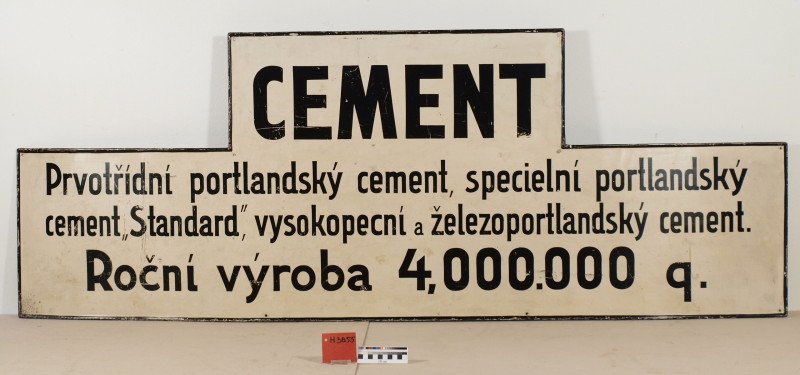 CEMENT
Prvotřídní portlandský cement, specielní portlandský
cement „Standard", vysokopecní a železoportlandský cement.
Roční výroba 4,000.000 q.